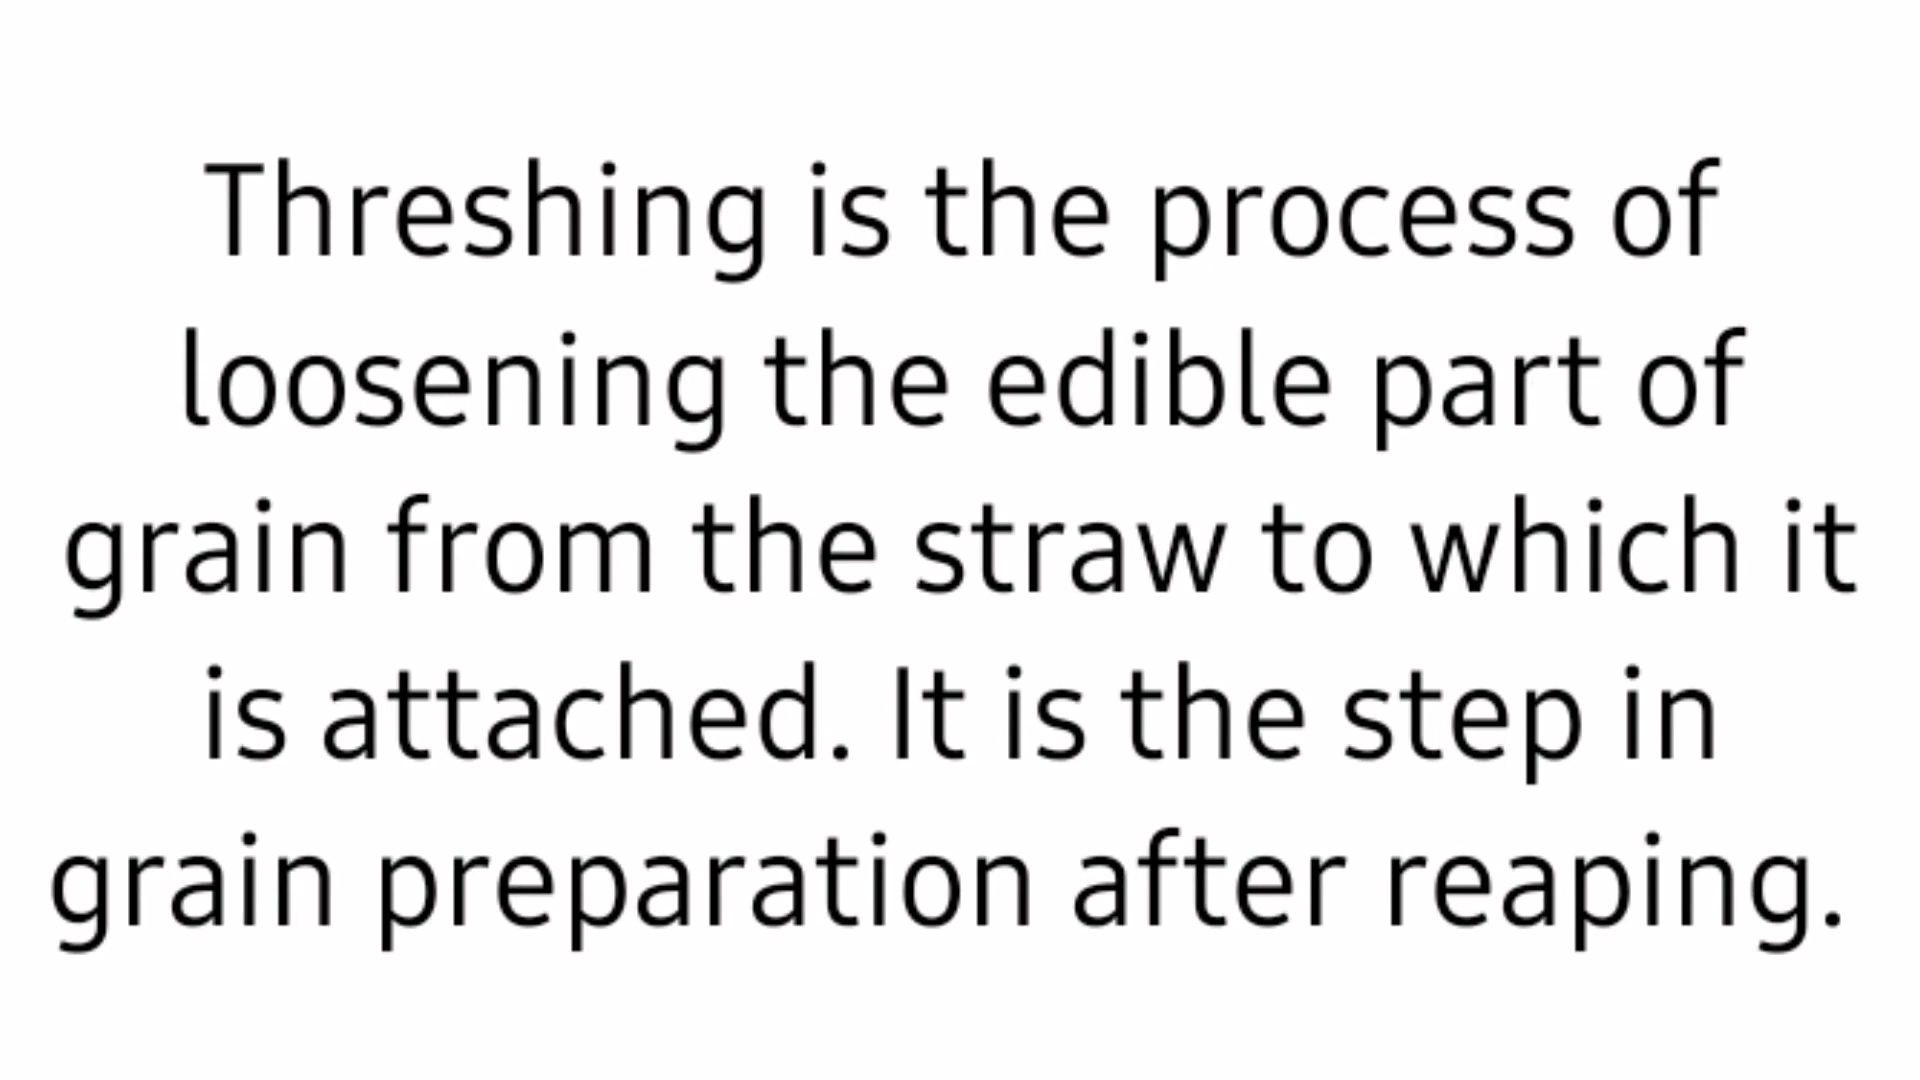 Threshing is the process of
loosening the edible part of
grain from the straw to which it
is attached. It is the step in
grain preparation after reaping.